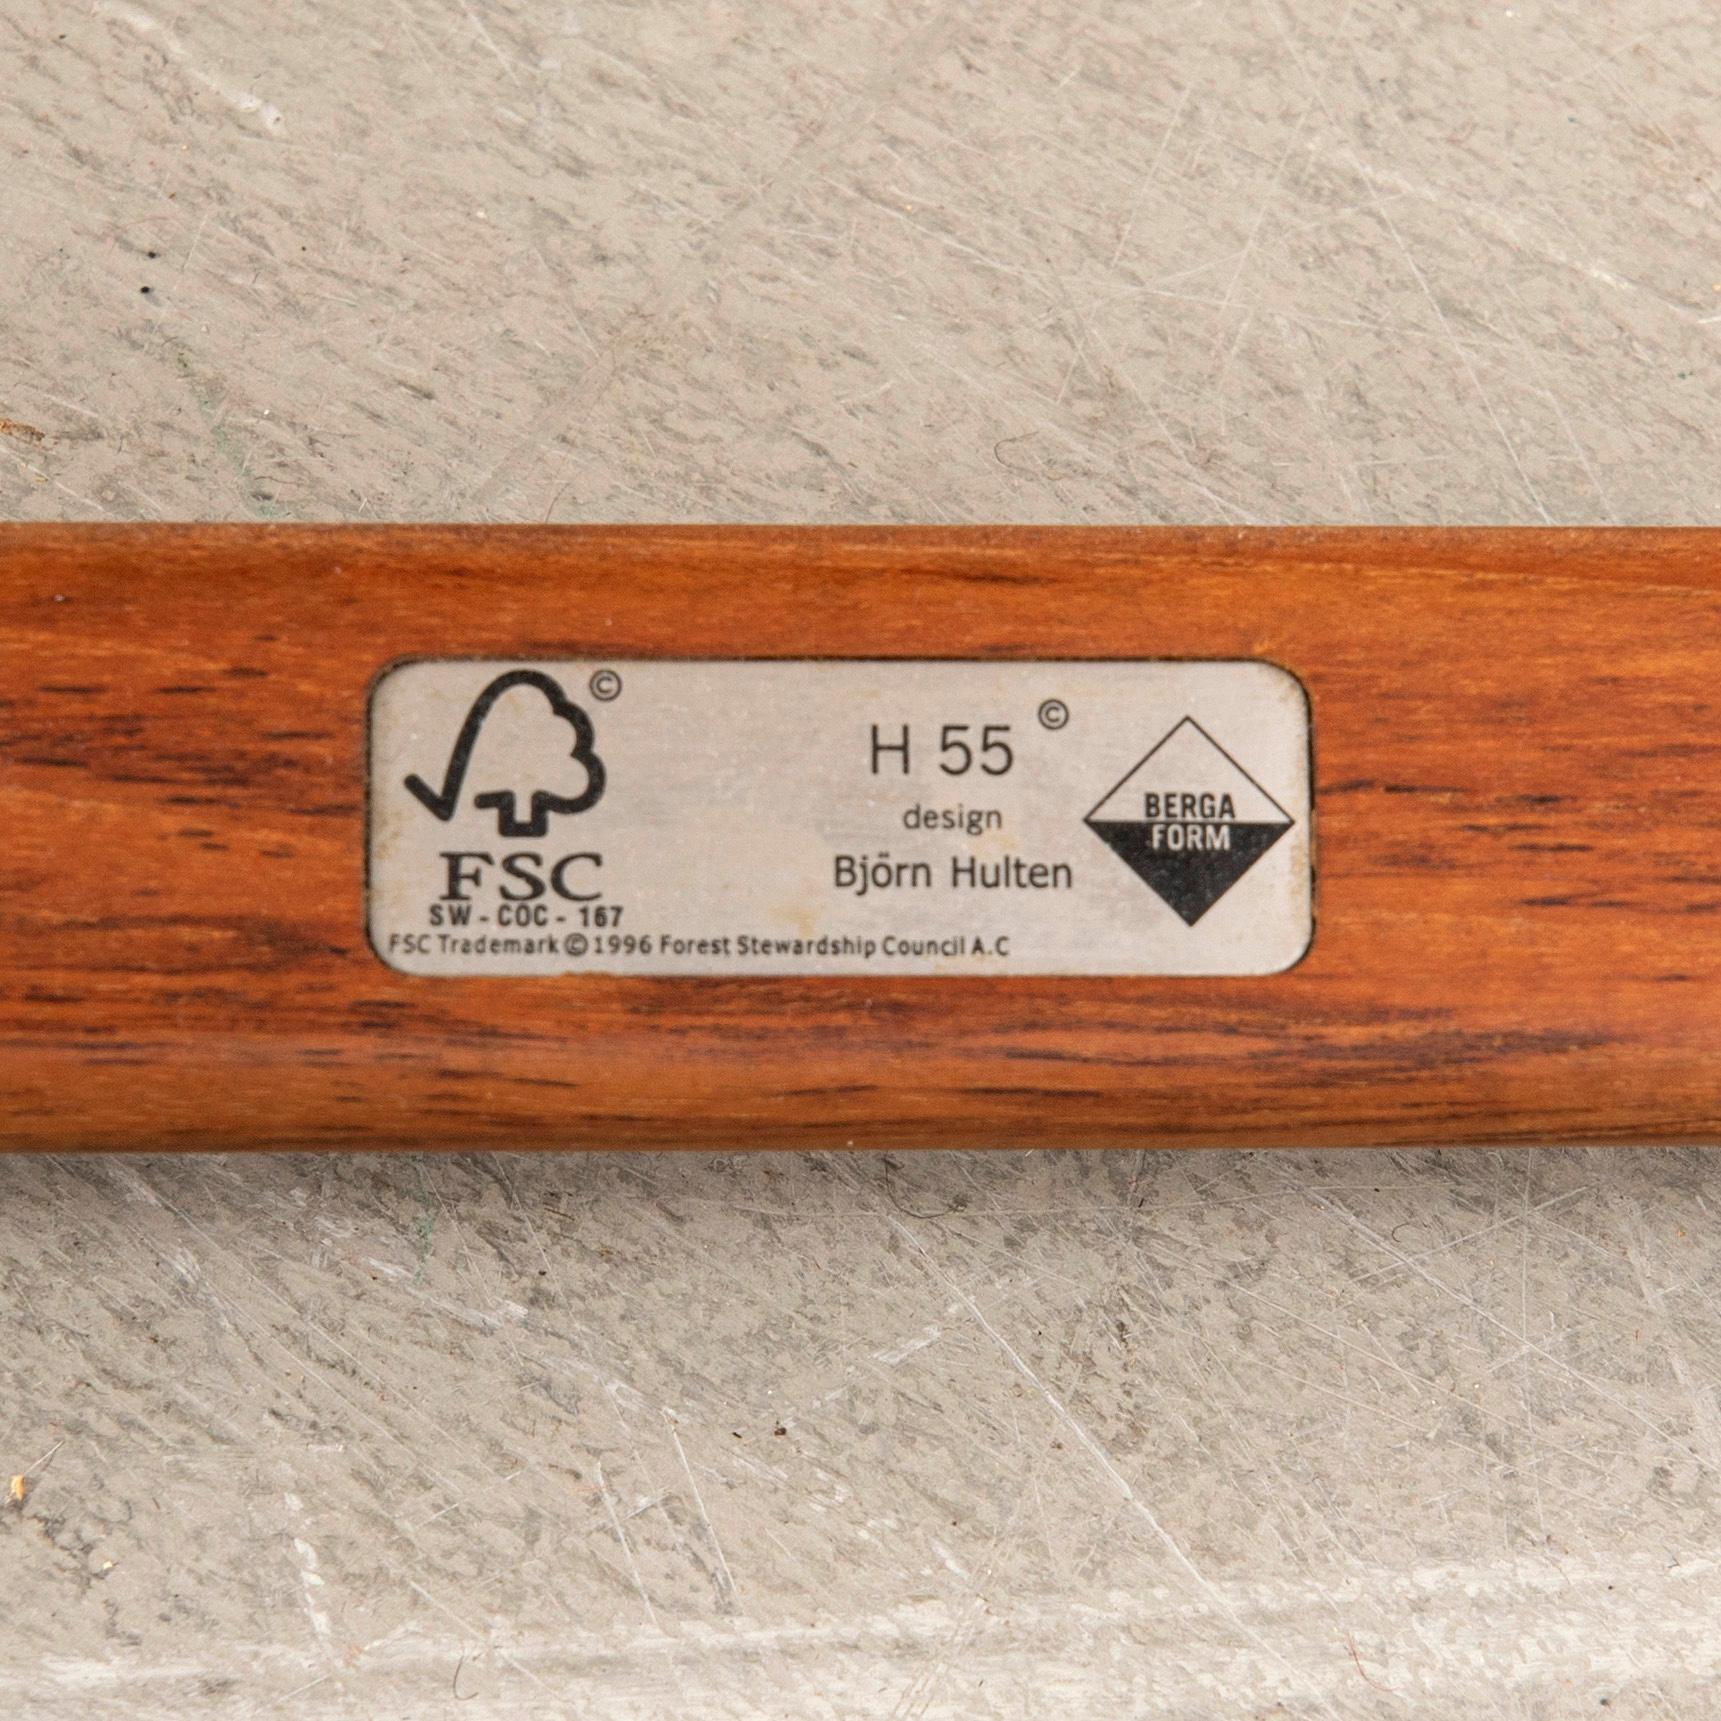 ©
FSC
SW - COC - 167
FSC Trademark © 1996 Forest Stewardship Council A.C
H 55 ©
design
Björn Hulten
BERGA
FORM